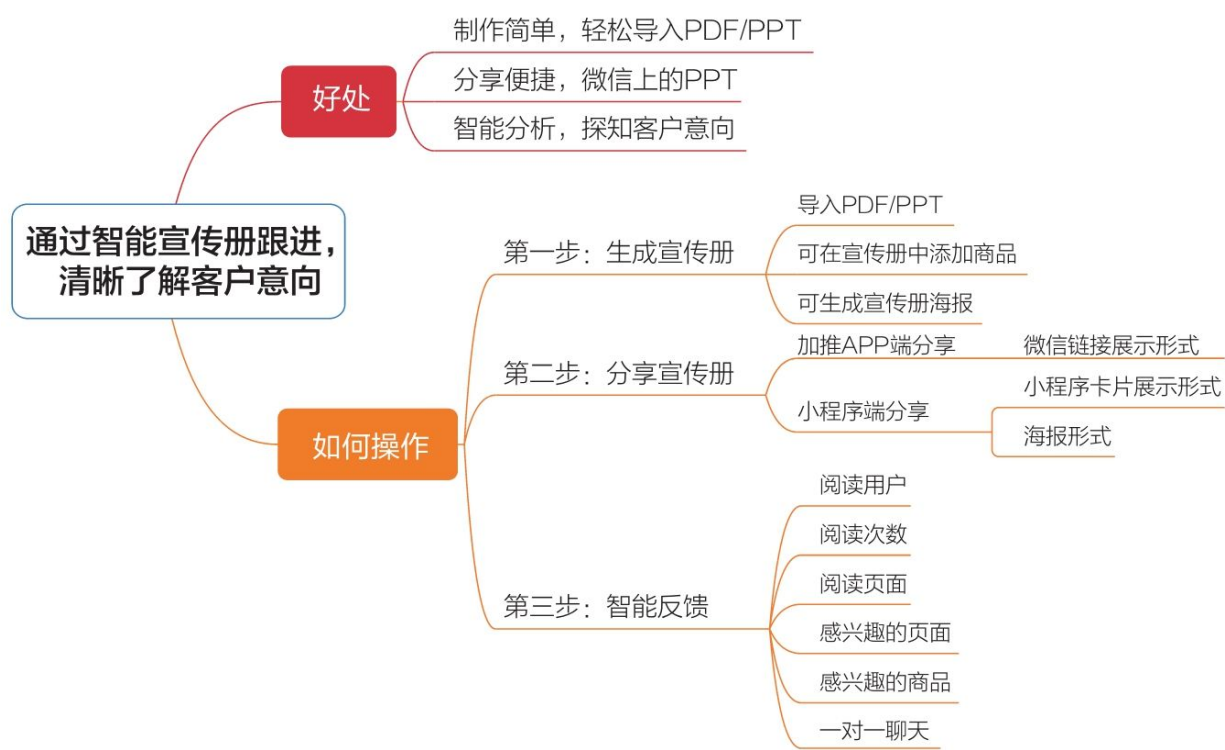 通过智能宣传册跟进，
清晰了解客户意向
好处
制作简单，轻松导入PDF/PPT
分享便捷，微信上的PPT
智能分析，探知客户意向
如何操作
第一步：生成宣传册
导入PDF/PPT
可在宣传册中添加商品
可生成宣传册海报
第二步：分享宣传册
加推APP端分享
微信链接展示形式
小程序端分享
小程序卡片展示形式
海报形式
第三步：智能反馈
阅读用户
阅读次数
阅读页面
感兴趣的页面
感兴趣的商品
一对一聊天